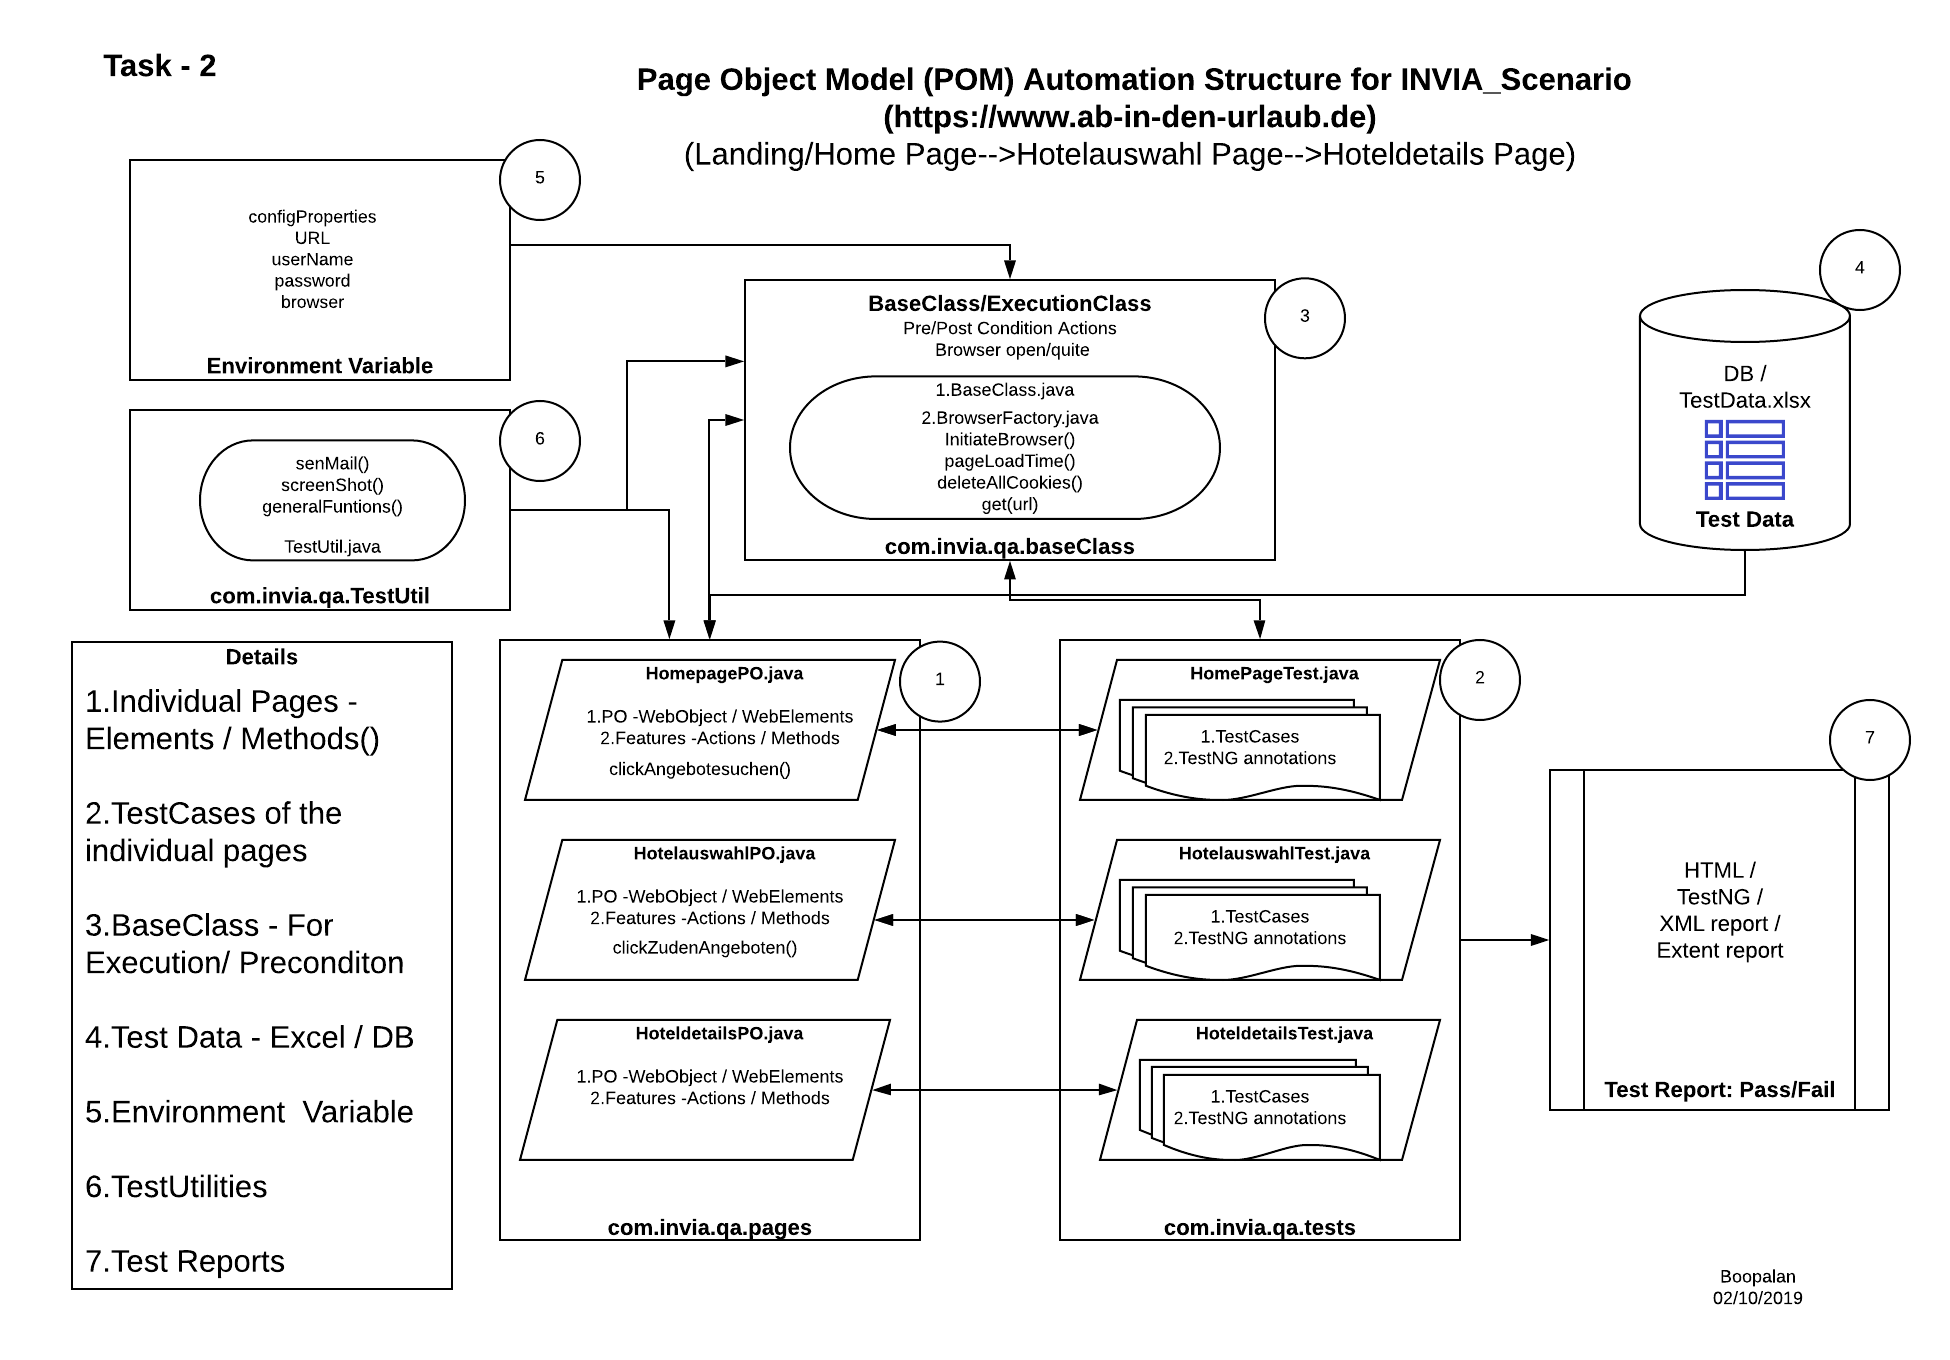 Task - 2
Page Object Model (POM) Automation Structure for INVIA_Scenario
(https://www.ab-in-den-urlaub.de)
(Landing/Home Page-->Hotelauswahl Page-->Hoteldetails Page)
5
configProperties
URL
userName
password
browser
Environment Variable
6
senMail()
screenShot()
generalFuntions()
TestUtil.java
com.invia.qa.TestUtil
3
BaseClass/ExecutionClass
Pre/Post Condition Actions
Browser open/quite
1.BaseClass.java
2.BrowserFactory.java
InitiateBrowser()
pageLoadTime()
deleteAllCookies()
get(url)
com.invia.qa.baseClass
4
DB /
TestData.xlsx
Test Data
Details
1.Individual Pages -
Elements / Methods()
2.TestCases of the
individual pages
3.BaseClass - For
Execution/ Preconditon
4.Test Data - Excel / DB
5.Environment  Variable
6.TestUtilities
7.Test Reports
1
HomepagePO.java
1.PO -WebObject / WebElements
2.Features -Actions / Methods
clickAngebotesuchen()
HotelauswahlPO.java
1.PO -WebObject / WebElements
2.Features -Actions / Methods
clickZudenAngeboten()
HoteldetailsPO.java
1.PO -WebObject / WebElements
2.Features -Actions / Methods
com.invia.qa.pages
2
HomePageTest.java
1.TestCases
2.TestNG annotations
HotelauswahlTest.java
1.TestCases
2.TestNG annotations
HoteldetailsTest.java
1.TestCases
2.TestNG annotations
com.invia.qa.tests
7
HTML /
TestNG /
XML report /
Extent report
Test Report: Pass/Fail
Boopalan
02/10/2019